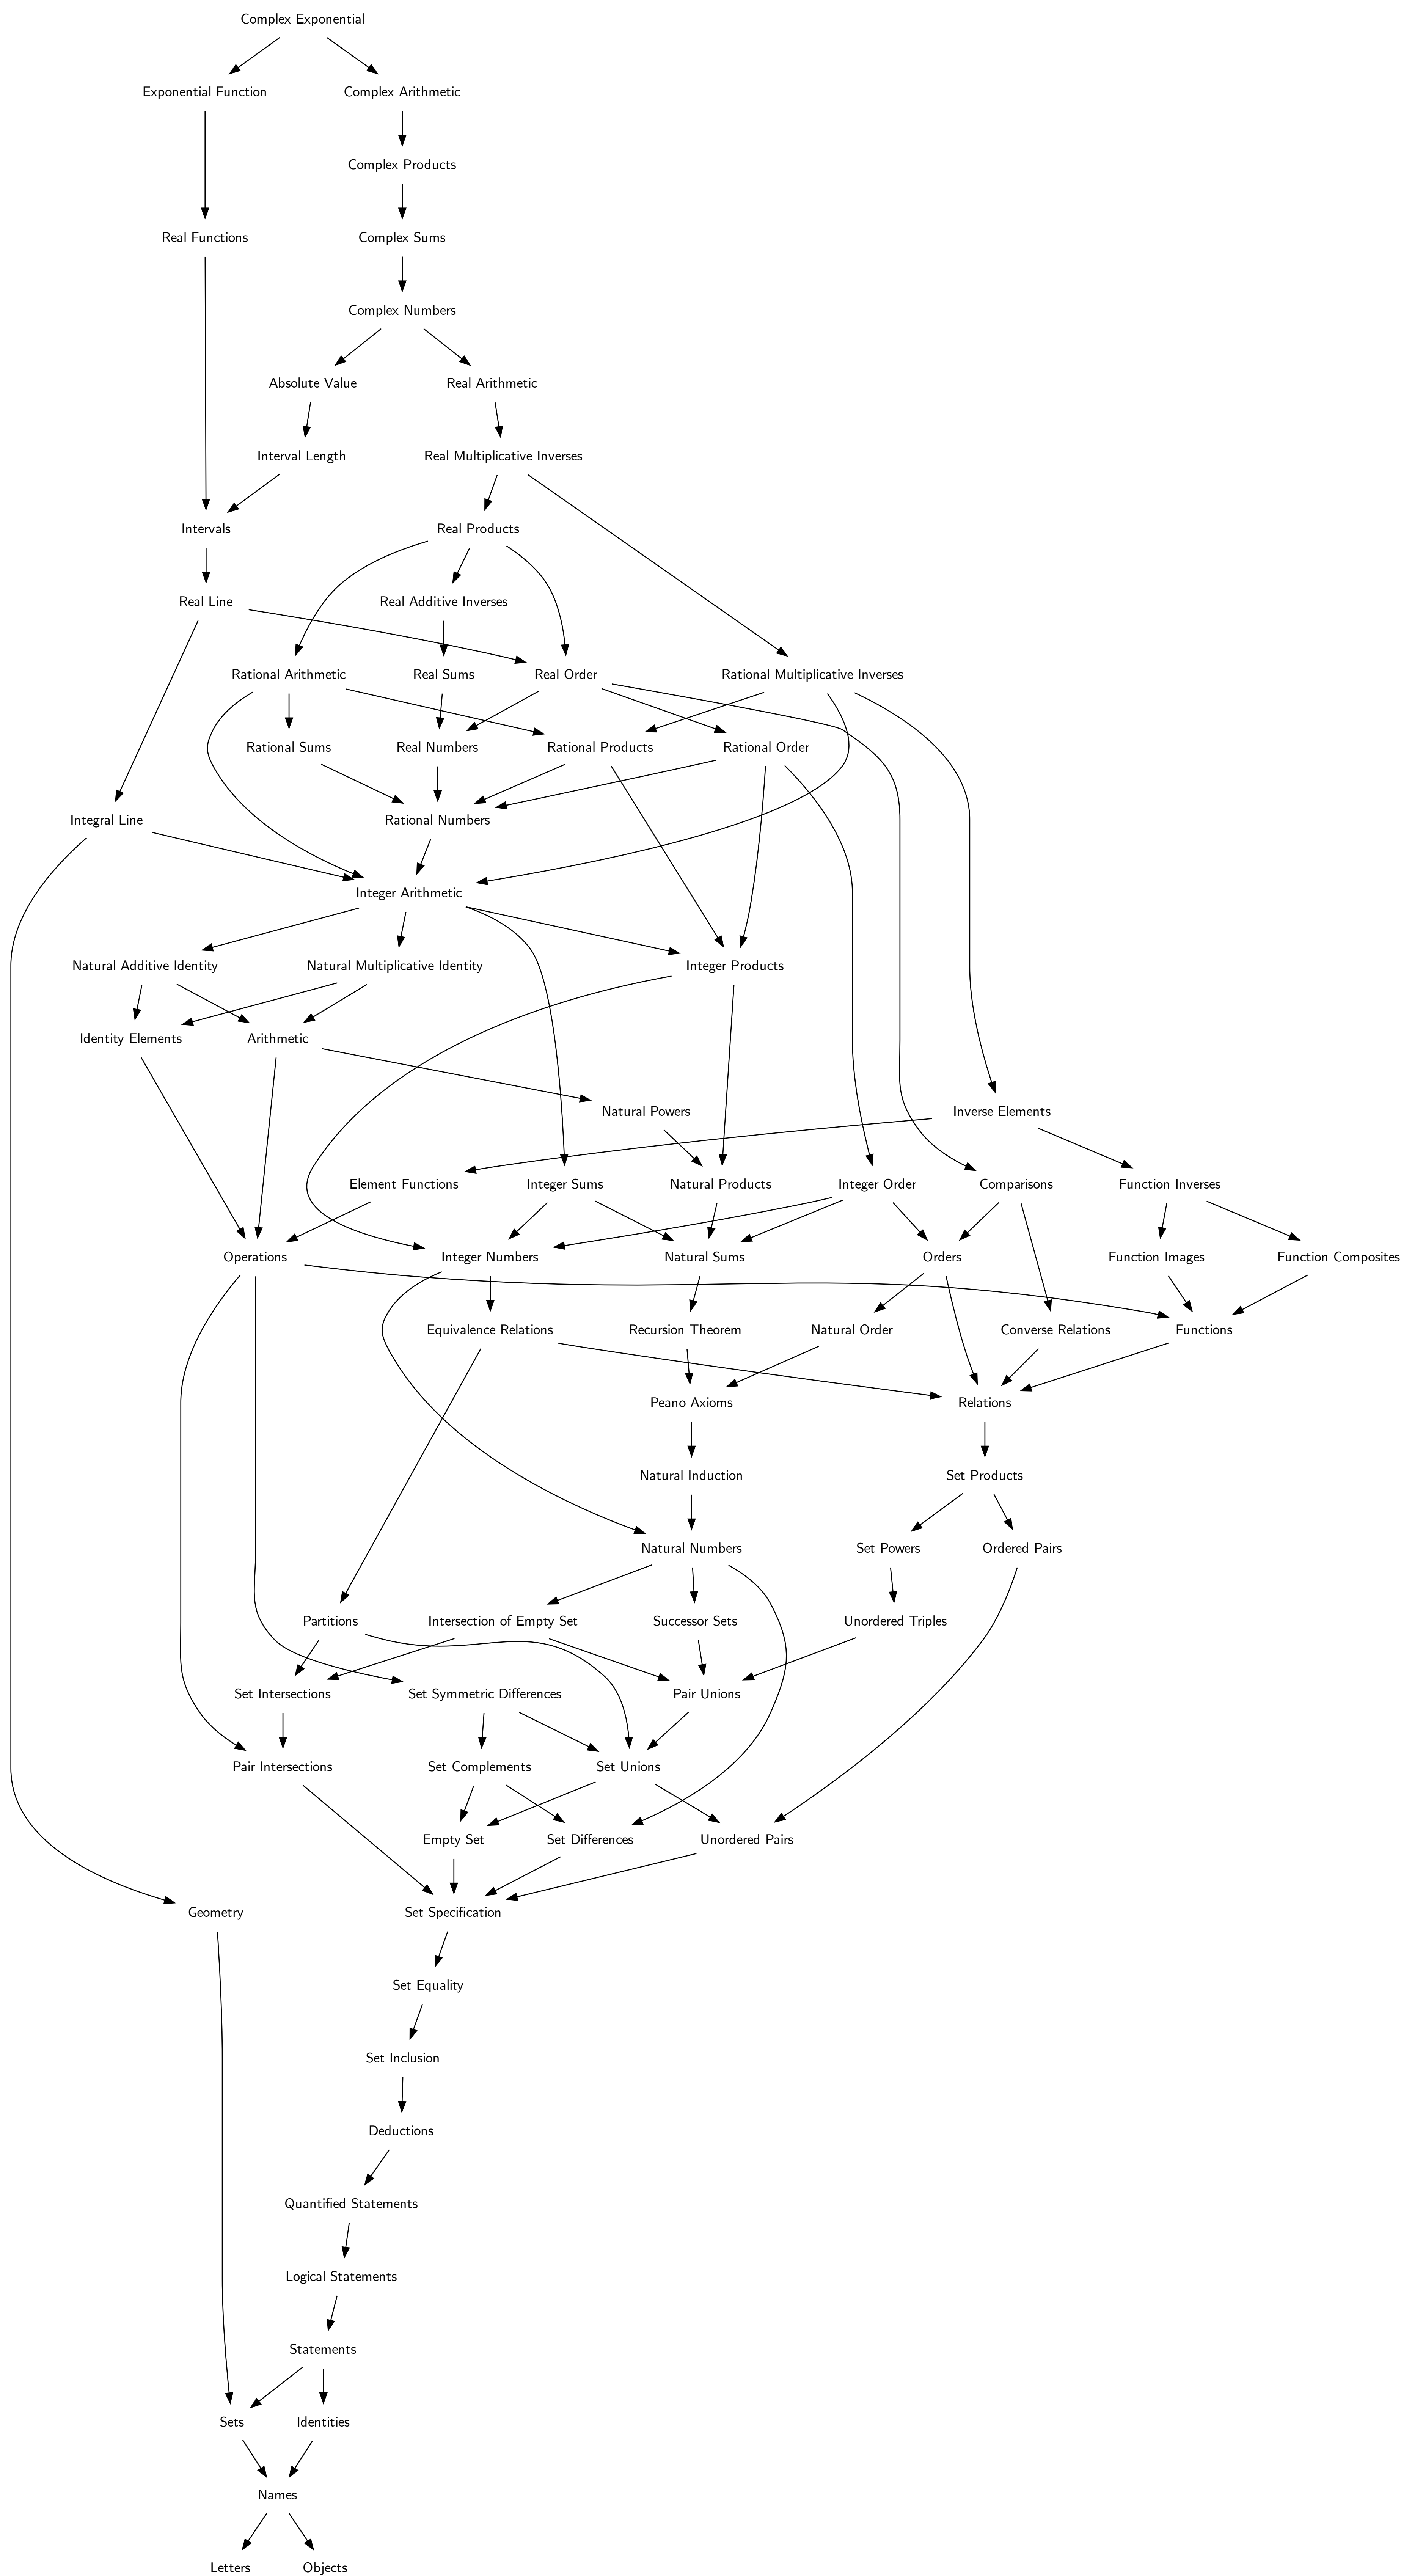 Complex Exponential
Exponential Function
Complex Arithmetic
Complex Products
Real Functions
Complex Sums
Complex Numbers
Absolute Value
Real Arithmetic
Interval Length
Real Multiplicative Inverses
Intervals
Real Products
Real Line
Real Additive Inverses
Rational Arithmetic
Real Sums
Real Order
Rational Multiplicative Inverses
Rational Sums
Real Numbers
Rational Products
Rational Order
Integral Line
Rational Numbers
Integer Arithmetic
Natural Additive Identity
Natural Multiplicative Identity
Integer Products
Identity Elements
Arithmetic
Natural Powers
Inverse Elements
Element Functions
Integer Sums
Natural Products
Integer Order
Comparisons
Function Inverses
Operations
Integer Numbers
Natural Sums
Orders
Function Images
Function Composites
Equivalence Relations
Recursion Theorem
Natural Order
Converse Relations
Functions
Peano Axioms
Relations
Natural Induction
Set Products
Natural Numbers
Set Powers
Ordered Pairs
Partitions
Intersection of Empty Set
Successor Sets
Unordered Triples
Set Intersections
Set Symmetric Differences
Pair Unions
Pair Intersections
Set Complements
Set Unions
Empty Set
Set Differences
Unordered Pairs
Geometry
Set Specification
Set Equality
Set Inclusion
Deductions
Quantified Statements
Logical Statements
Statements
Sets
Identities
Names
Letters
Objects